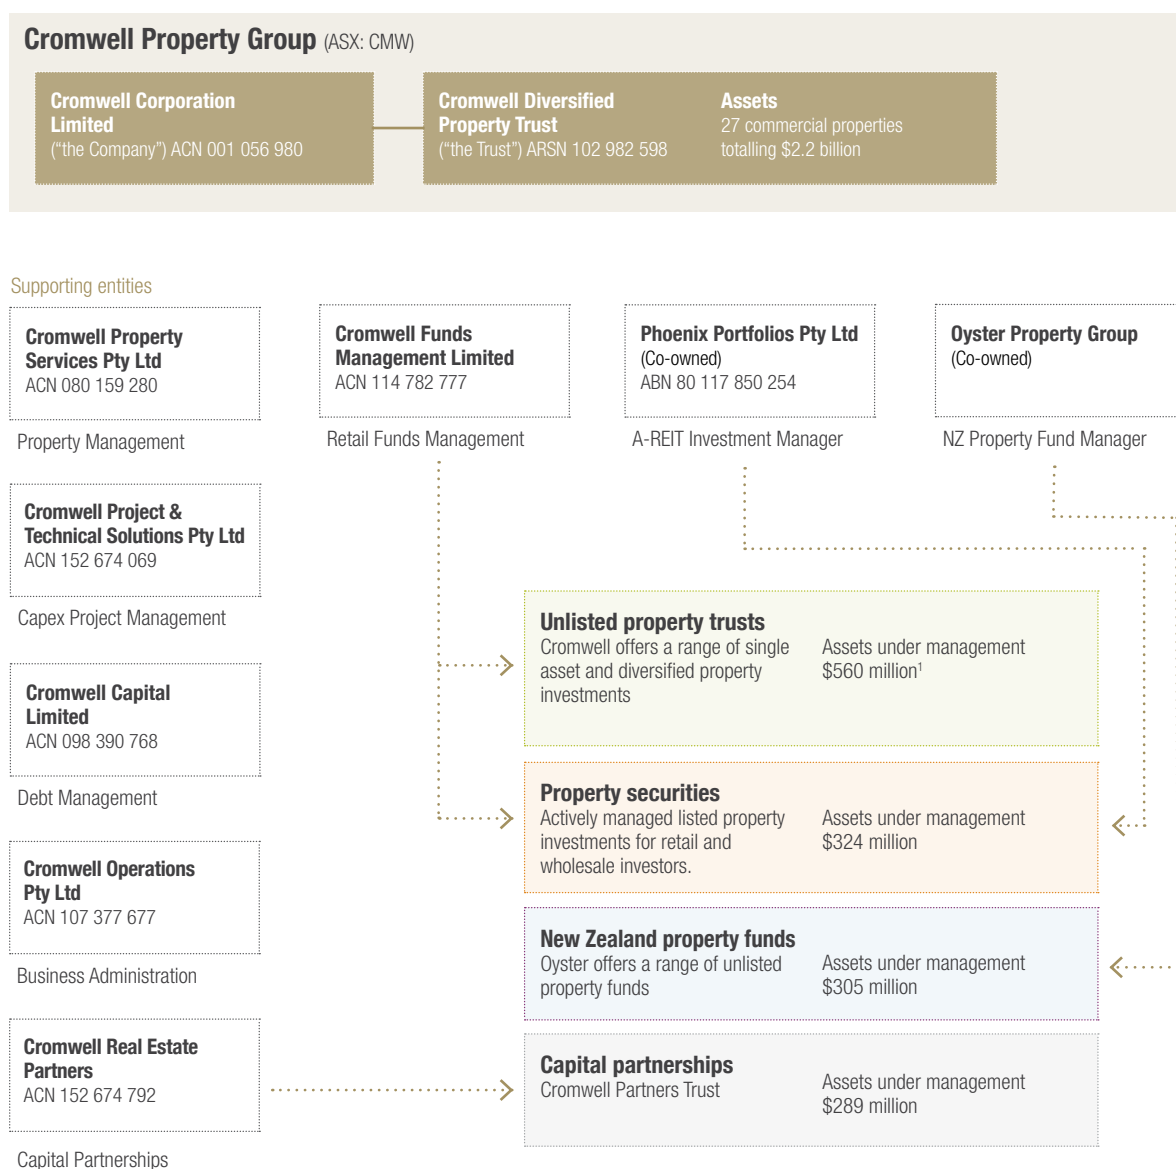 Cromwell Property Group (ASX: CMW)
Cromwell Corporation
Limited
(“the Company”) ACN 001 056 980
Cromwell Diversified
Property Trust
(“the Trust”) ARSN 102 982 598
Assets
27 commercial properties
totalling $2.2 billion
Supporting entities
Cromwell Property
Services Pty Ltd
ACN 080 159 280
Property Management
Cromwell Funds
Management Limited
ACN 114 782 777
Retail Funds Management
Phoenix Portfolios Pty Ltd
(Co-owned)
ABN 80 117 850 254
A-REIT Investment Manager
Oyster Property Group
(Co-owned)
NZ Property Fund Manager
Cromwell Project &
Technical Solutions Pty Ltd
ACN 152 674 069
Capex Project Management
Cromwell Capital
Limited
ACN 098 390 768
Debt Management
Cromwell Operations
Pty Ltd
ACN 107 377 677
Business Administration
Cromwell Real Estate
Partners
ACN 152 674 792
Capital Partnerships
Unlisted property trusts
Cromwell offers a range of single
asset and diversified property
investments
Assets under management
$560 million¹
Property securities
Actively managed listed property
investments for retail and
wholesale investors.
Assets under management
$324 million
New Zealand property funds
Oyster offers a range of unlisted
property funds
Assets under management
$305 million
Capital partnerships
Cromwell Partners Trust
Assets under management
$289 million